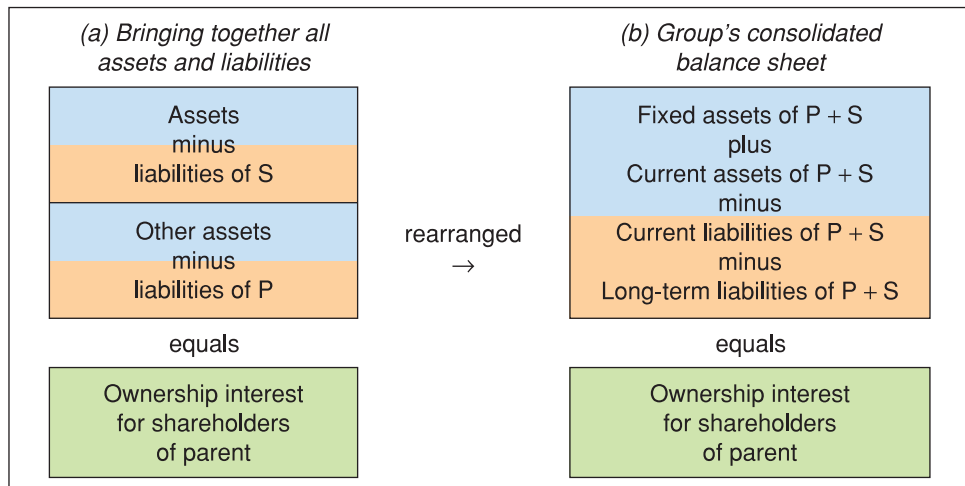 (a) Bringing together all
assets and liabilities
Assets
minus
liabilities of S
Other assets
minus
liabilities of P
equals
Ownership interest
for shareholders
of parent
rearranged
→
(b) Group's consolidated
balance sheet
Fixed assets of P + S
plus
Current assets of P + S
minus
Current liabilities of P + S
minus
Long-term liabilities of P + S
equals
Ownership interest
for shareholders
of parent